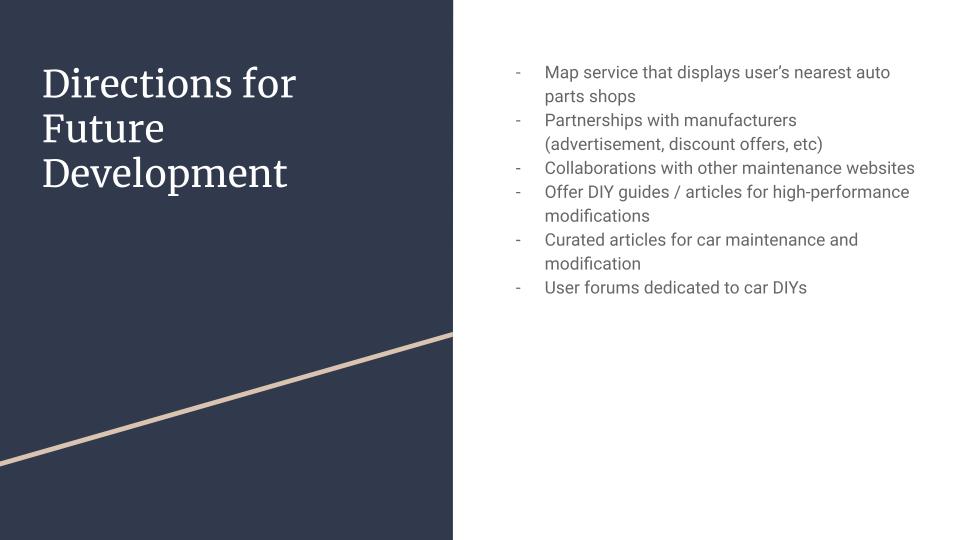 Directions for
Future
Development
- Map service that displays user’s nearest auto
parts shops
- Partnerships with manufacturers
(advertisement, discount offers, etc)
- Collaborations with other maintenance websites
- Offer DIY guides / articles for high-performance
modifications
- Curated articles for car maintenance and
modification
- User forums dedicated to car DIYs